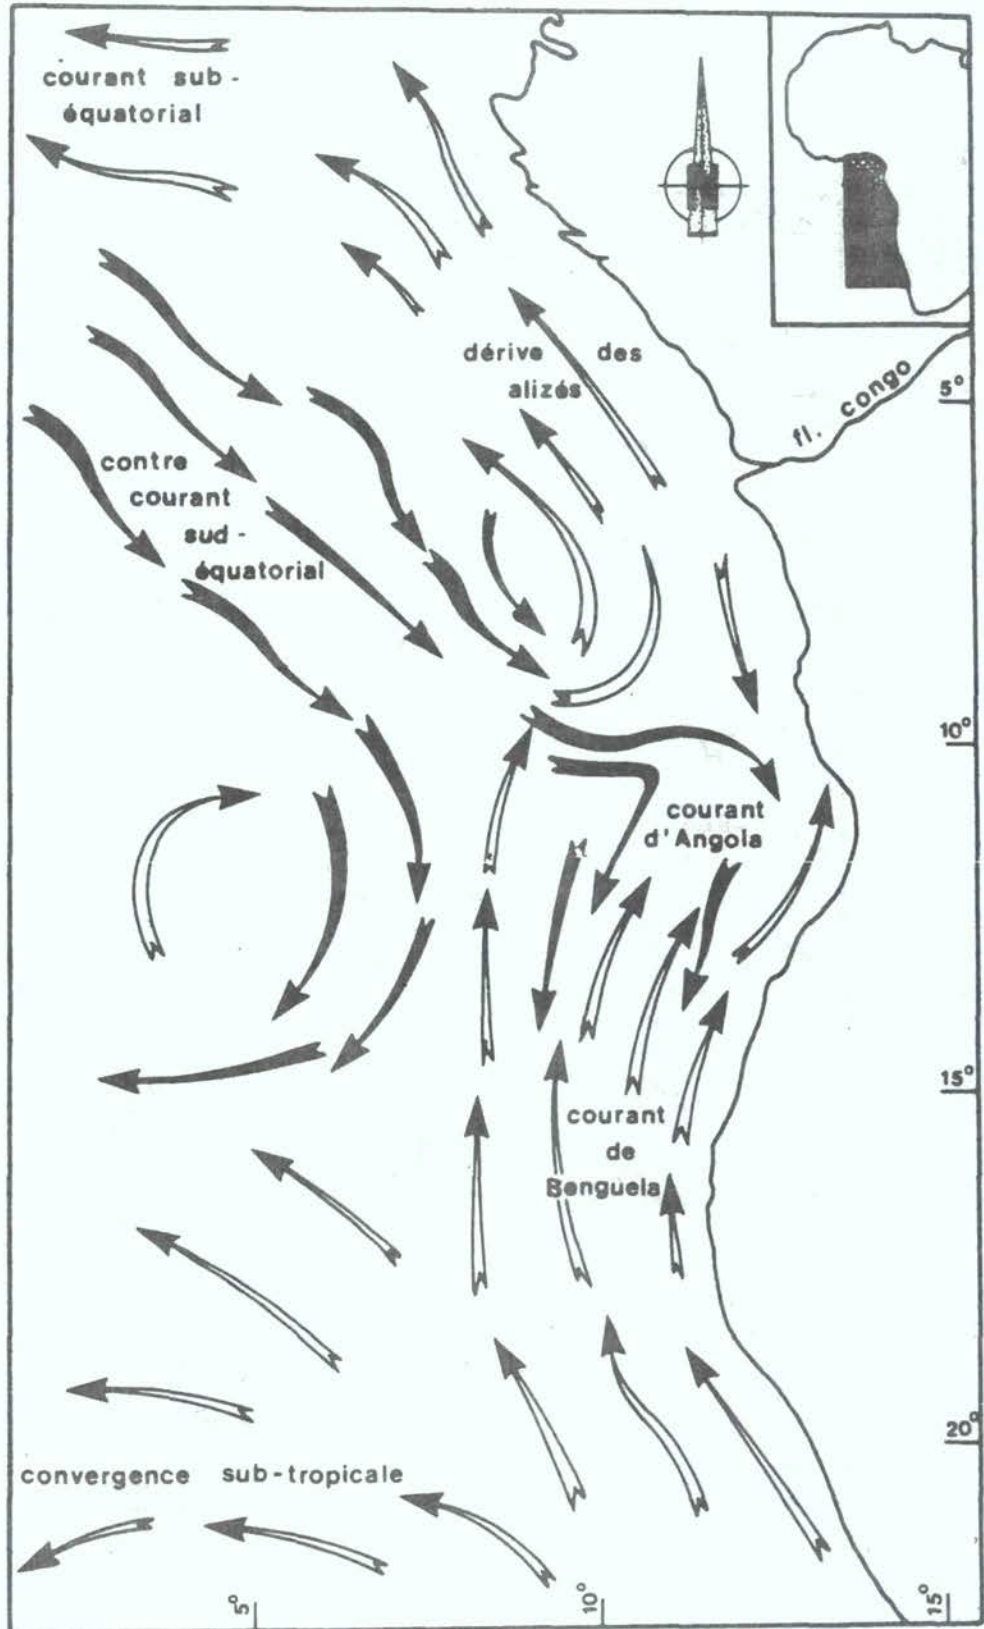 courant sub-
équatorial
dérive des
alizés
fl. congo
5°
contre
courant
sud-
équatorial
10°
courant
d'Angola
15°
courant
de
Benguela
20°
convergence sub-tropicale
5°
10°
15°